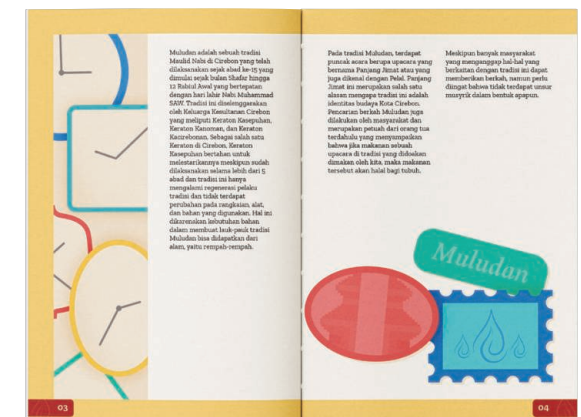 Muludan adalah sebuah tradisi
Maulid Nabi di Cirebon yang telah
dilaksanakan sejak abad ke-15 yang
dimulai sejak bulan Shafar hingga
12 Rabiul Awal yang bertepatan
dengan hari lahir Nabi Muhammad
SAW. Tradisi ini diselenggarakan
oleh Keluarga Kesultanan Cirebon
yang meliputi Keraton Kasepuhan,
Keraton Kanoman, dan Keraton
Kacirebonan. Sebagai salah satu
Keraton di Cirebon, Keraton
Kasepuhan bertahan untuk
melestarikannya meskipun sudah
dilaksanakan selama lebih dari 5
abad dan tradisi ini hanya
mengalami regenerasi pelaku
tradisi dan tidak terdapat
perubahan pada rangkaian, alat,
dan bahan yang digunakan. Hal ini
dikarenakan kebutuhan bahan
dalam membuat lauk-pauk tradisi
Muludan bisa didapatkan dari
alam, yaitu rempah-rempah.
03
Pada tradisi Muludan, terdapat
puncak acara berupa upacara yang
bernama Panjang Jimat atau yang
juga dikenal dengan Pelal. Panjang
Jimat ini merupakan salah satu
alasan mengapa tradisi ini adalah
identitas budaya Kota Cirebon.
Pencarian berkah Muludan juga
dilakukan oleh masyarakat dan
merupakan petuah dari orang tua
terdahulu yang menyampaikan
bahwa jika makanan sebuah
upacara di tradisi yang didoakan
dimakan oleh kita, maka makanan
tersebut akan halal bagi tubuh.
Meskipun banyak masyarakat
yang menganggap hal-hal yang
berkaitan dengan tradisi ini dapat
memberikan berkah, namun perlu
diingat bahwa tidak terdapat unsur
musyrik dalam bentuk apapun.
Muludan
04